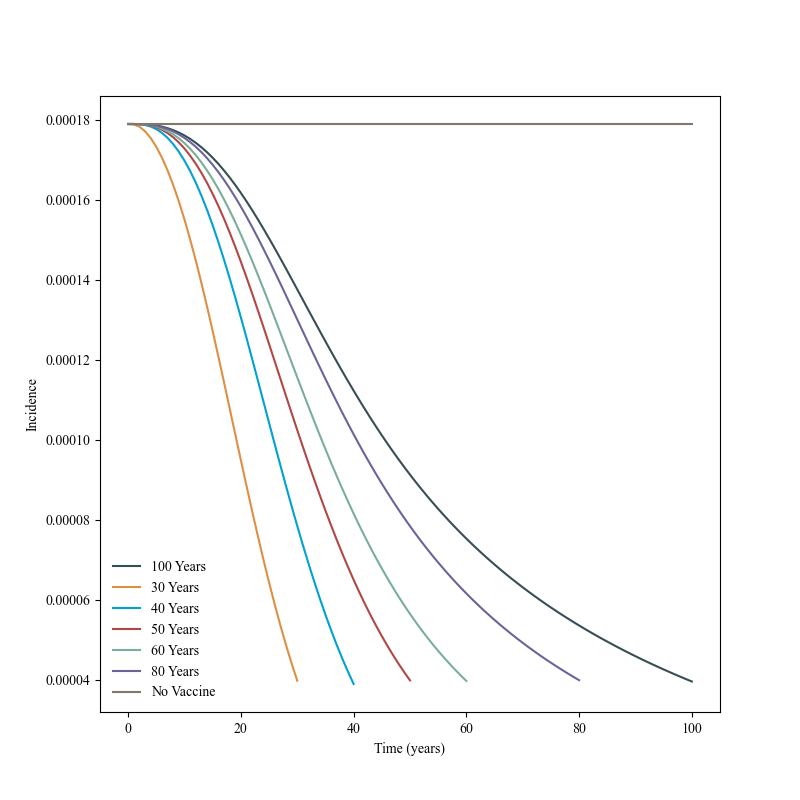 0.00018
0.00016
0.00014
0.00012
0.00010
0.00008
0.00006
0.00004
Incidence
100 Years
30 Years
40 Years
50 Years
60 Years
80 Years
No Vaccine
0 20 40 60 80 100
Time (years)